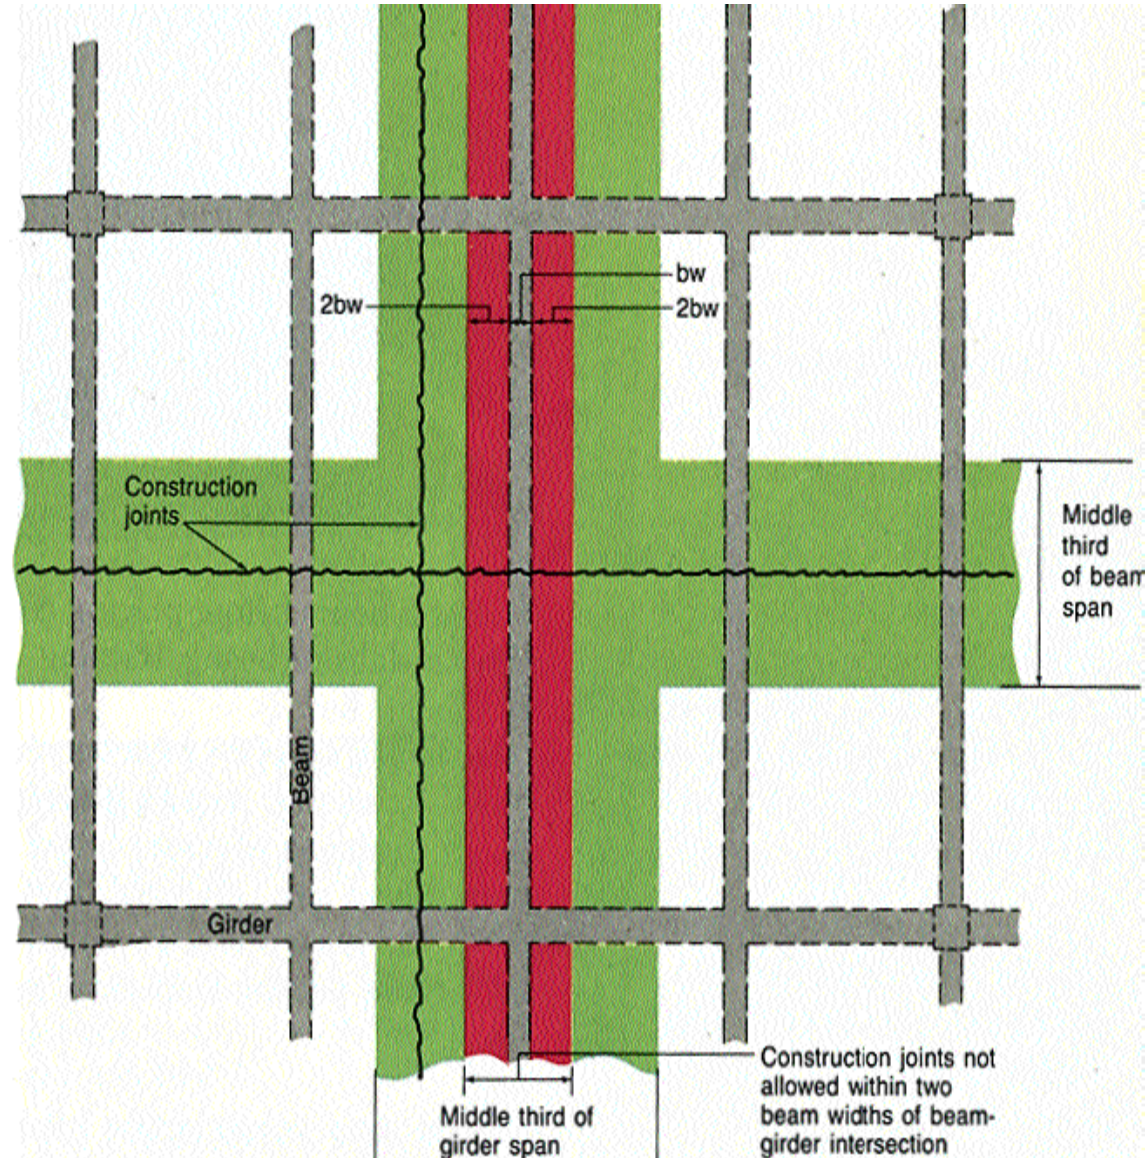 bw
2bw
2bw
Construction
joints
Middle
third
of beam
span
Beam
Girder
Construction joints not
allowed within two
beam widths of beam-
girder intersection
Middle third of
girder span